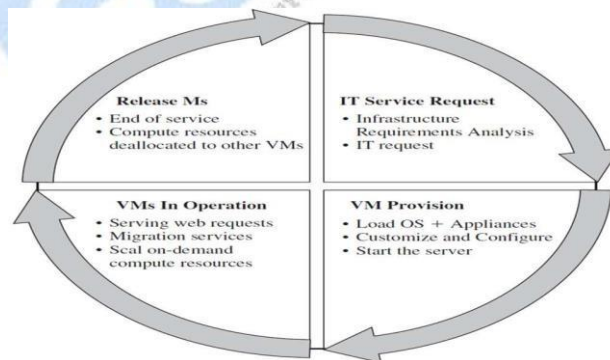 Release Ms
• End of service
• Compute resources
deallocated to other VMs
IT Service Request
• Infrastructure
Requirements Analysis
• IT request
VMs In Operation
• Serving web requests
• Migration services
• Scal on-demand
compute resources
VM Provision
• Load OS + Appliances
• Customize and Configure
• Start the server